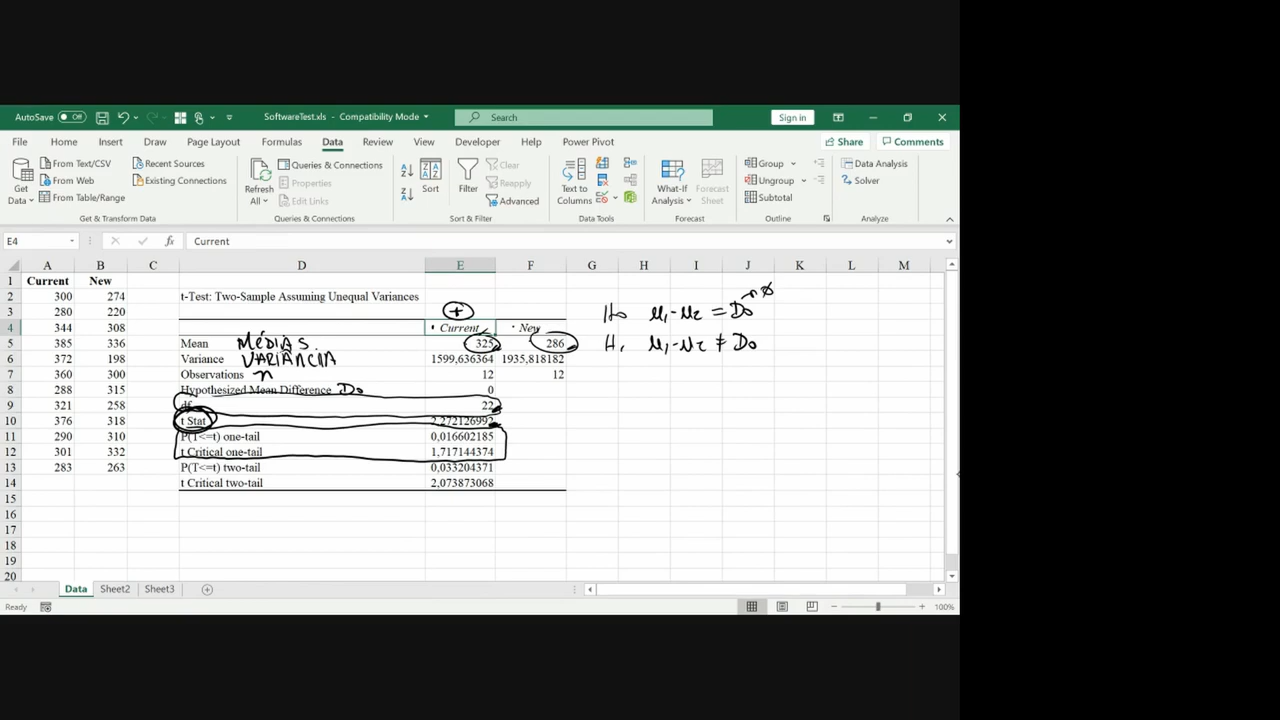 AutoSave Off SoftwareTest.xls - Compatibility Mode Search Sign in
File Home Insert Draw Page Layout Formulas Data Review View Developer Help Power Pivot Share Comments
Get Data From Text/CSV From Web From Table/Range Recent Sources Existing Connections
Refresh All Queries & Connections Properties Edit Links
Sort Filter Clear Reapply Advanced
Text to Columns What-If Analysis Forecast Sheet
Group Ungroup Subtotal Data Analysis Solver
Get & Transform Data Queries & Connections Sort & Filter Data Tools Forecast Outline Analyze
E4 fx Current
A B C D E F G H I J K L M
1 Current New
2 300 274 t-Test: Two-Sample Assuming Unequal Variances
3 280 220 +
H₀ μ₁-μ₂ = D₀
4 344 308 Current New
5 385 336 Mean MÉDIAS. 325 286
H₁ μ₁-μ₂ ≠ D₀
6 372 198 Variance VARIÂNCIA 1599,636364 1935,818182
7 360 300 Observations n 12 12
8 288 315 Hypothesized Mean Difference D₀ 0
9 321 258 df 22
10 376 318 t Stat 2,272126992
11 290 310 P(T<=t) one-tail 0,016602185
12 301 332 t Critical one-tail 1,717144374
13 283 263 P(T<=t) two-tail 0,033204371
14 t Critical two-tail 2,073873068
15
16
17
18
19
20
Data Sheet2 Sheet3
Ready 100%